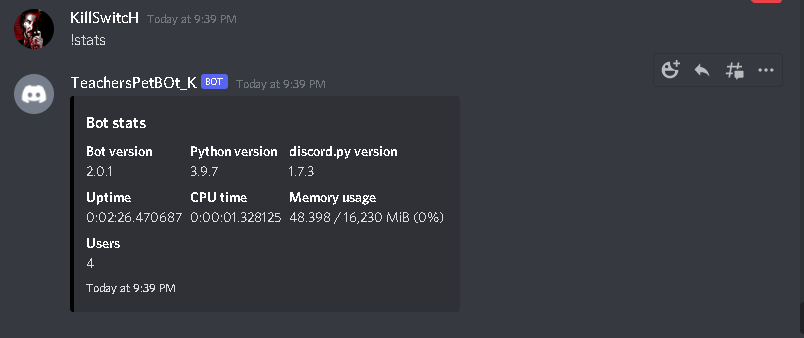 KillSwitcH Today at 9:39 PM
!stats
TeachersPetBOt_K BOT Today at 9:39 PM
Bot stats
Bot version Python version discord.py version
2.0.1 3.9.7 1.7.3
Uptime CPU time Memory usage
0:02:26.470687 0:00:01.328125 48.398 / 16,230 MiB (0%)
Users
4
Today at 9:39 PM